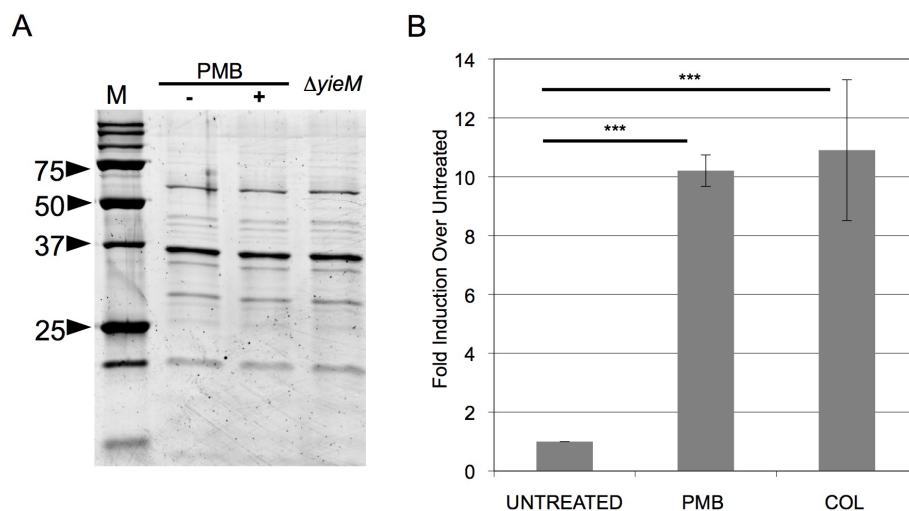 A
PMB
M - + ΔyieM
75
50
37
25
B
Fold Induction Over Untreated
14
12
10
8
6
4
2
0
***
***
UNTREATED PMB COL